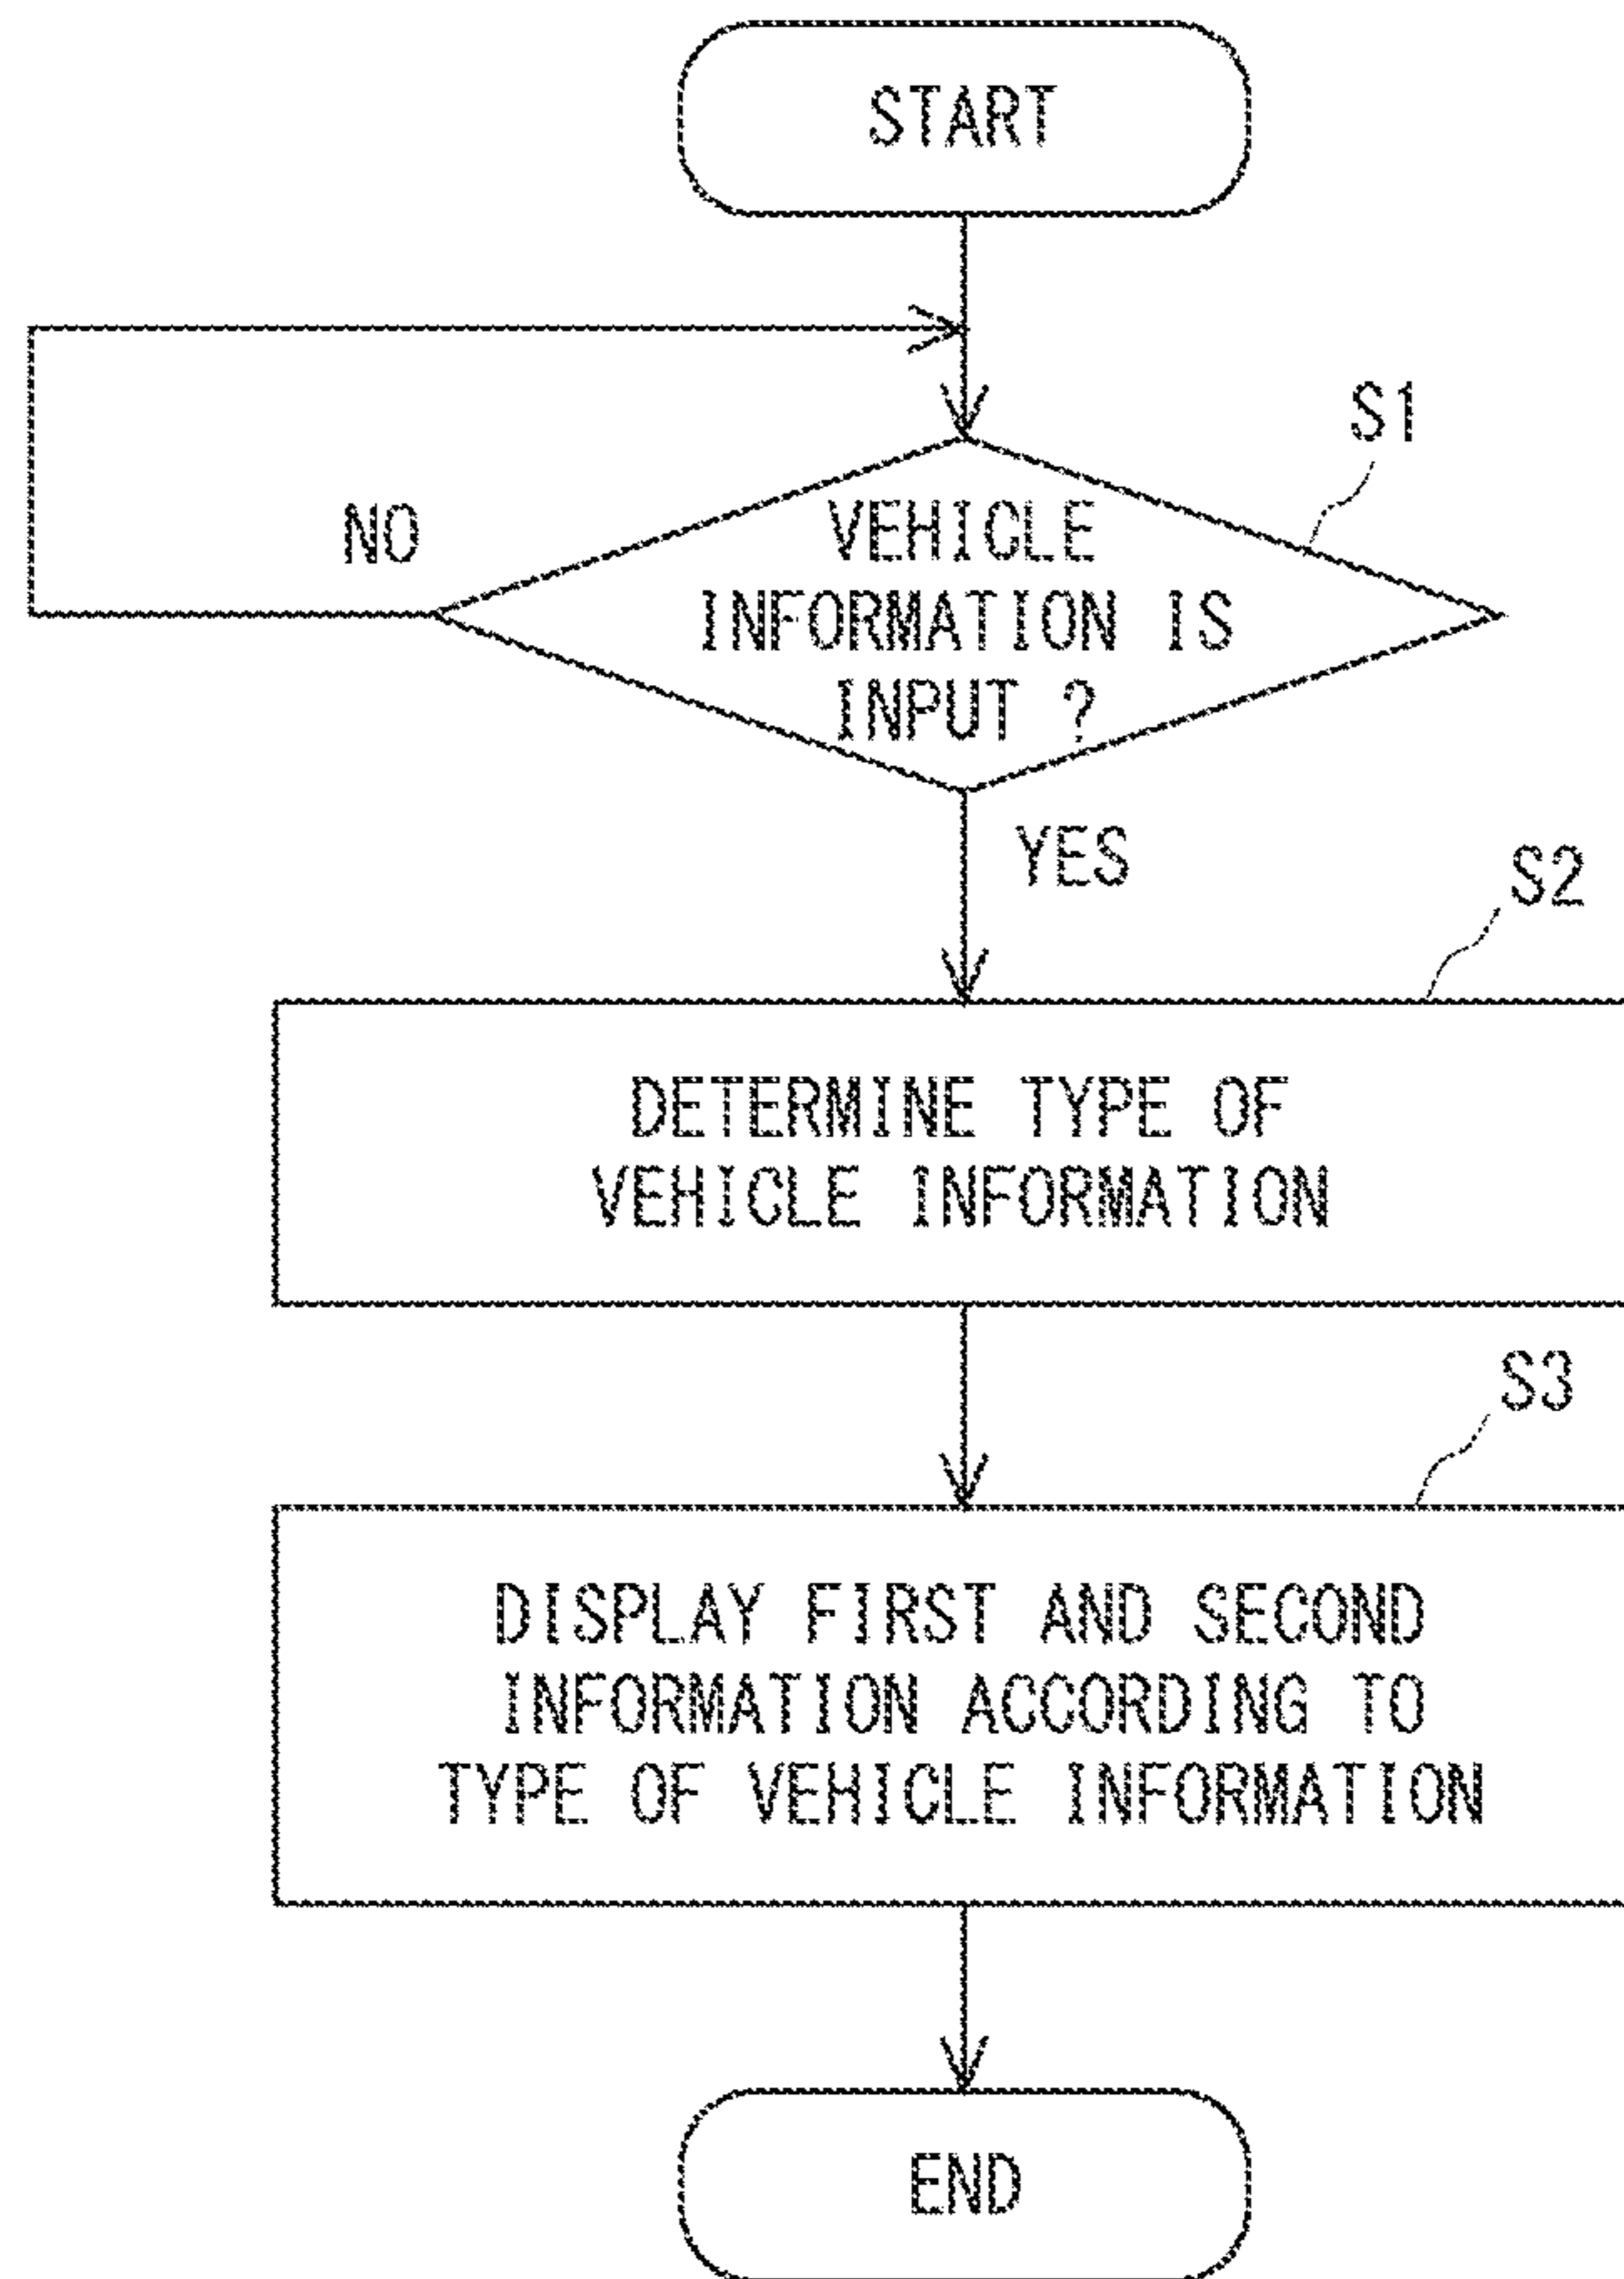 START
S1
NO
VEHICLE
INFORMATION IS
INPUT ?
YES
S2
DETERMINE TYPE OF
VEHICLE INFORMATION
S3
DISPLAY FIRST AND SECOND
INFORMATION ACCORDING TO
TYPE OF VEHICLE INFORMATION
END